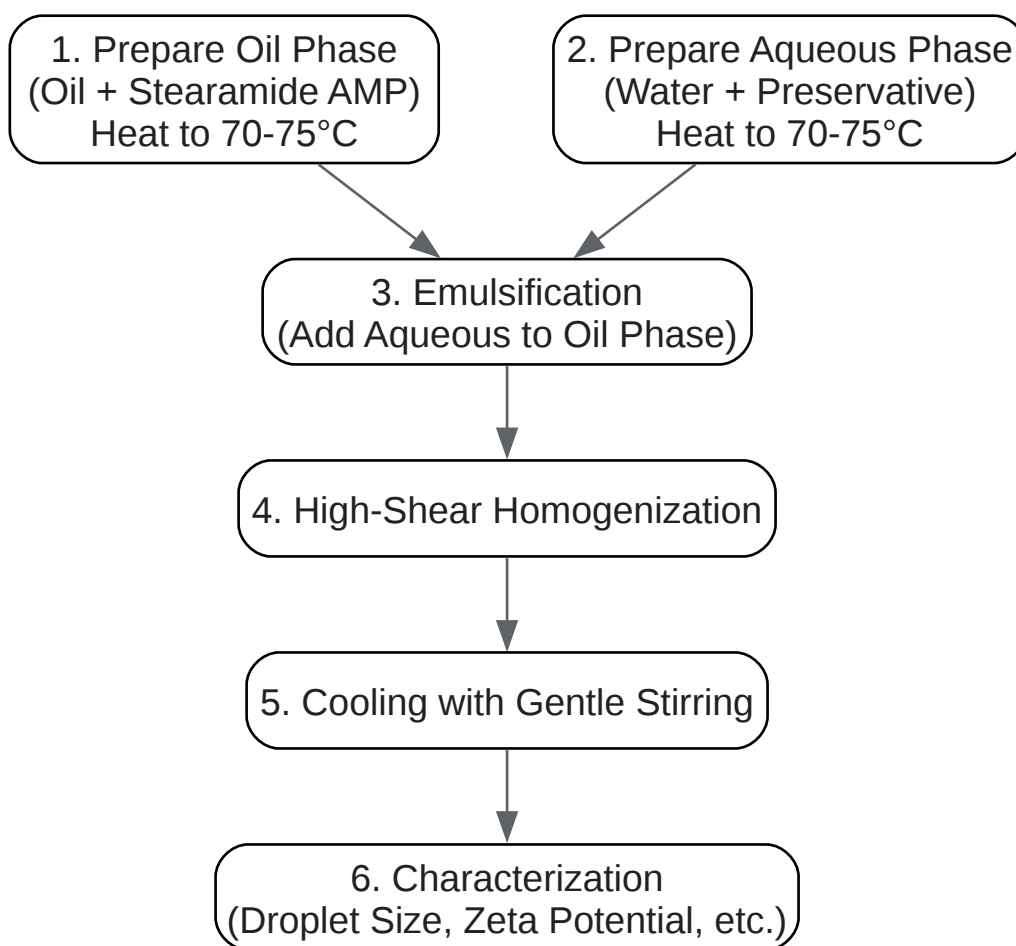 1. Prepare Oil Phase
(Oil + Stearamide AMP)
Heat to 70-75°C
2. Prepare Aqueous Phase
(Water + Preservative)
Heat to 70-75°C
3. Emulsification
(Add Aqueous to Oil Phase)
4. High-Shear Homogenization
5. Cooling with Gentle Stirring
6. Characterization
(Droplet Size, Zeta Potential, etc.)